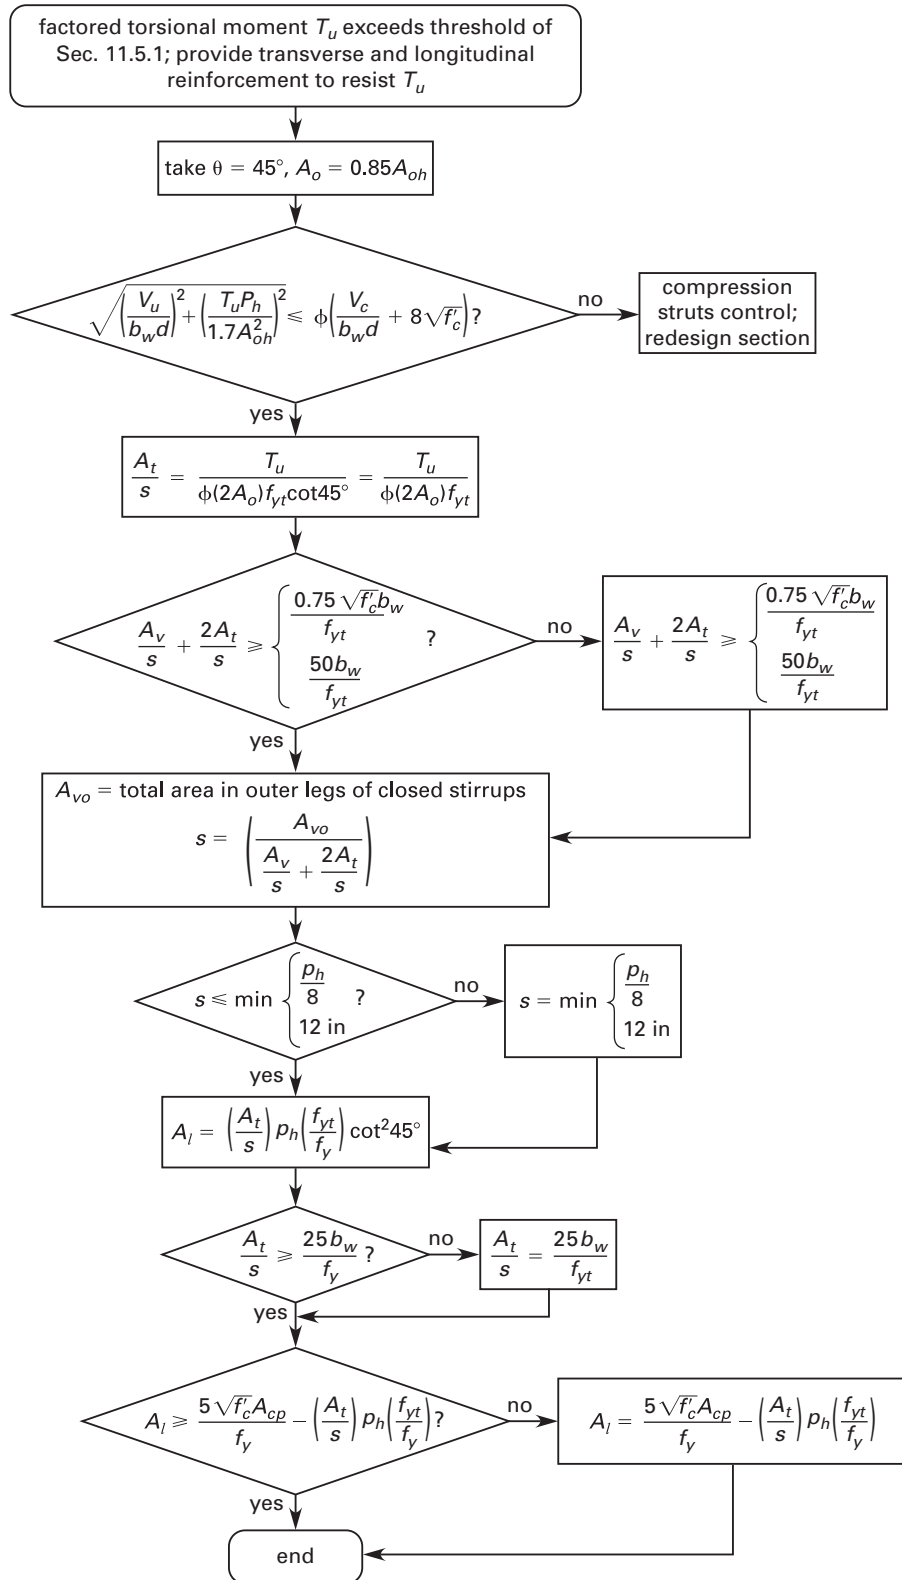 factored torsional moment T_u exceeds threshold of
Sec. 11.5.1; provide transverse and longitudinal
reinforcement to resist T_u
take θ = 45°, A_o = 0.85A_oh
√((V_u/(b_w d))² + (T_u P_h/(1.7A_oh²))²) ≤ ϕ(V_c/(b_w d) + 8√f′_c)?
no
compression
struts control;
redesign section
yes
A_t/s = T_u/(ϕ(2A_o)f_yt cot45°) = T_u/(ϕ(2A_o)f_yt)
A_v/s + 2A_t/s ≥ { 0.75√f′_c b_w/f_yt
50b_w/f_yt ?
no
A_v/s + 2A_t/s ≥ { 0.75√f′_c b_w/f_yt
50b_w/f_yt
yes
A_vo = total area in outer legs of closed stirrups
s = (A_vo/(A_v/s + 2A_t/s))
s ≤ min { p_h/8
12 in ?
no
s = min { p_h/8
12 in
yes
A_l = (A_t/s) p_h (f_yt/f_y) cot²45°
A_t/s ≥ 25b_w/f_y ?
no
A_t/s = 25b_w/f_yt
yes
A_l ≥ 5√f′_c A_cp/f_y − (A_t/s) p_h (f_yt/f_y)?
no
A_l = 5√f′_c A_cp/f_y − (A_t/s) p_h (f_yt/f_y)
yes
end